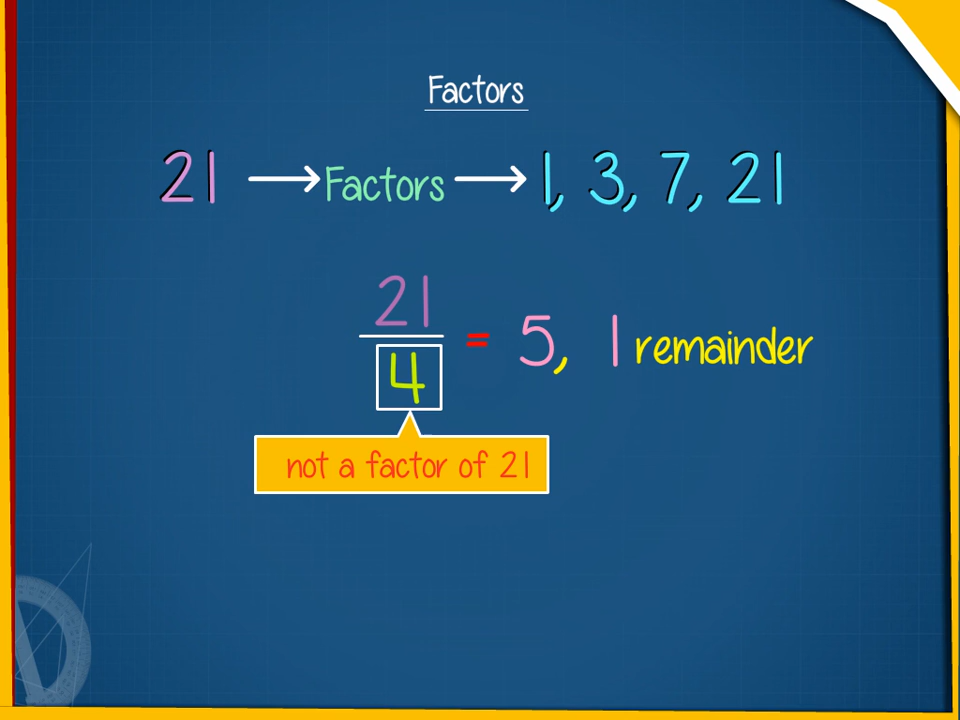 Factors
21 → Factors → 1, 3, 7, 21
21
4
= 5, 1 remainder
not a factor of 21